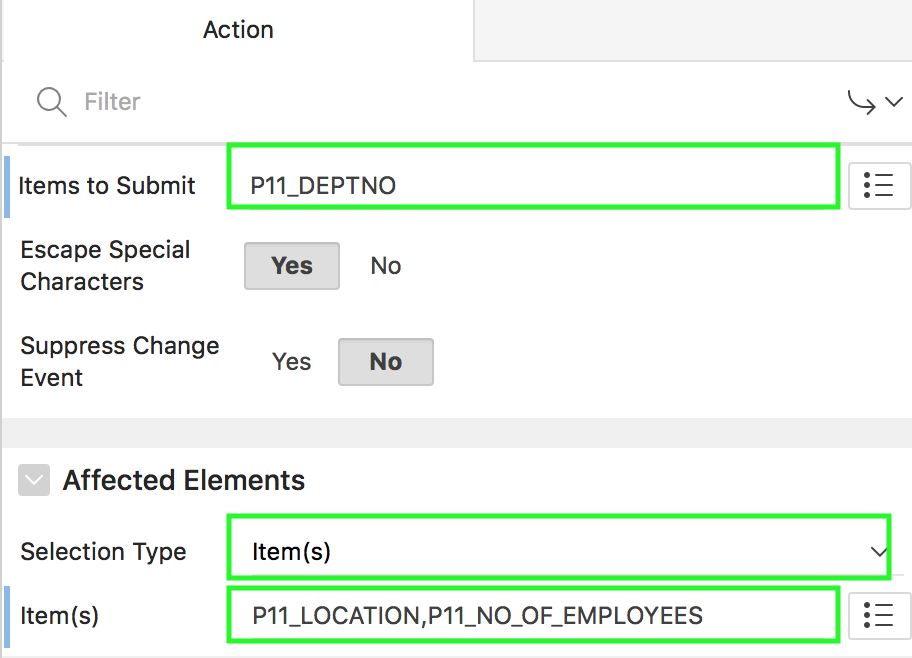 Action
Filter
Items to Submit P11_DEPTNO
Escape Special
Characters
Yes No
Suppress Change
Event
Yes No
Affected Elements
Selection Type Item(s)
Item(s) P11_LOCATION,P11_NO_OF_EMPLOYEES